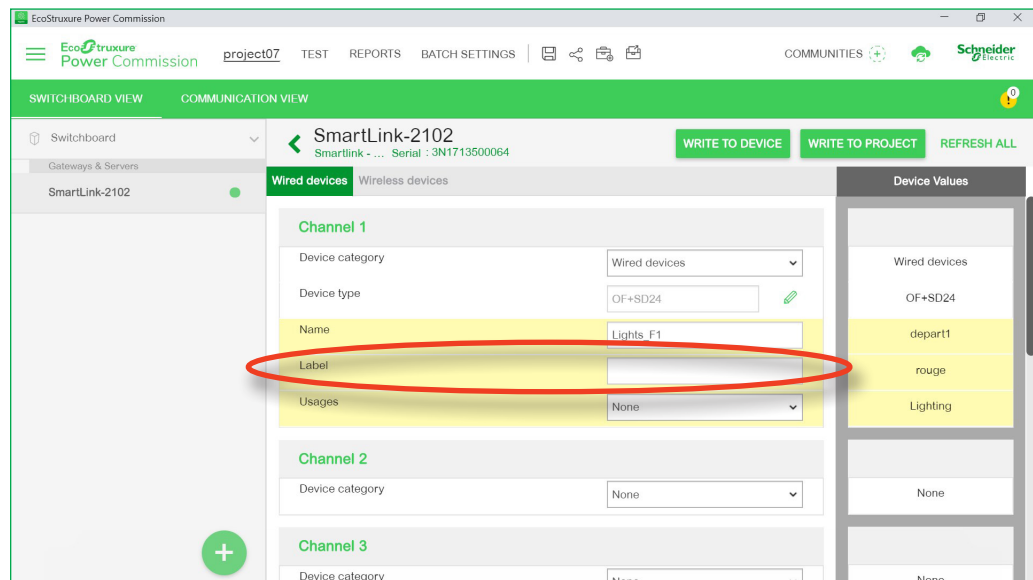 EcoStruxure Power Commission
EcoStruxure
Power Commission
project07 TEST REPORTS BATCH SETTINGS COMMUNITIES Schneider
Electric
SWITCHBOARD VIEW COMMUNICATION VIEW 0
Switchboard
Gateways & Servers
SmartLink-2102
SmartLink-2102
Smartlink - ... Serial : 3N1713500064
WRITE TO DEVICE WRITE TO PROJECT REFRESH ALL
Wired devices Wireless devices Device Values
Channel 1
Device category Wired devices Wired devices
Device type OF+SD24 OF+SD24
Name Lights_F1 depart1
Label rouge
Usages None Lighting
Channel 2
Device category None None
Channel 3
Device category None None